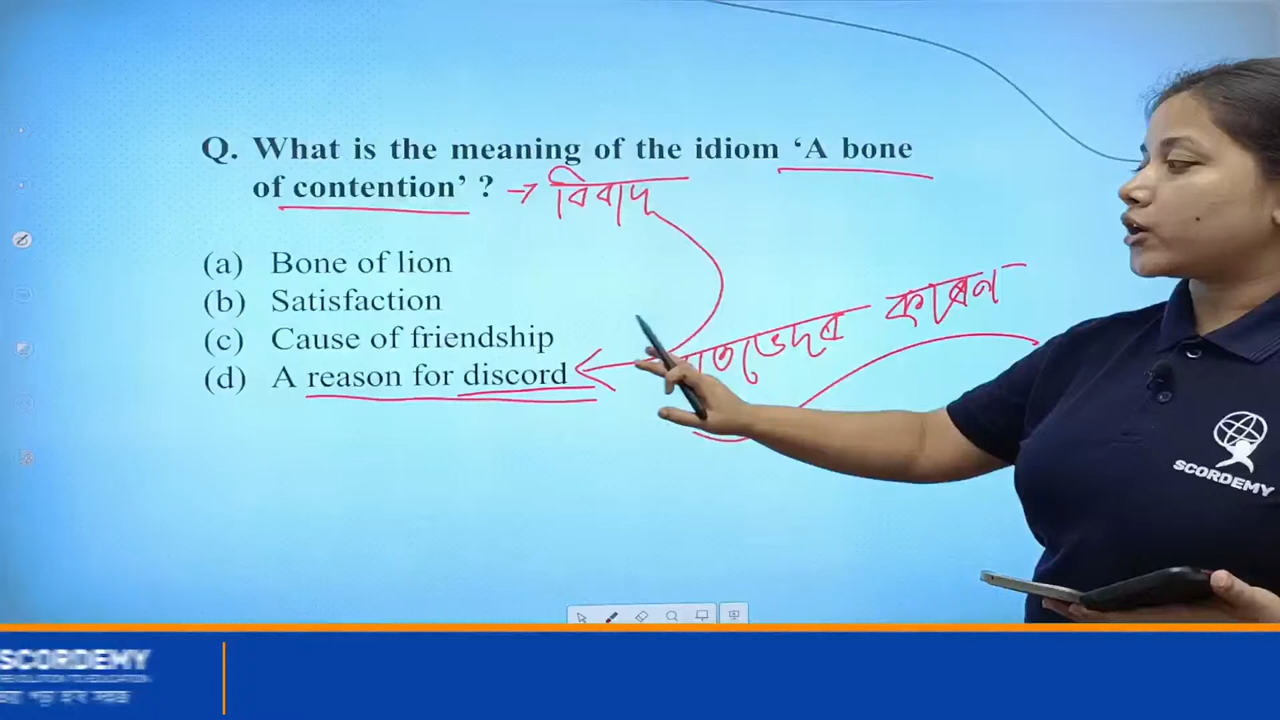 Q. What is the meaning of the idiom ‘A bone
of contention’ ? → বিবাদ
(a) Bone of lion
(b) Satisfaction
(c) Cause of friendship
(d) A reason for discord
কারন
SCORDEMY
SCORDEMY